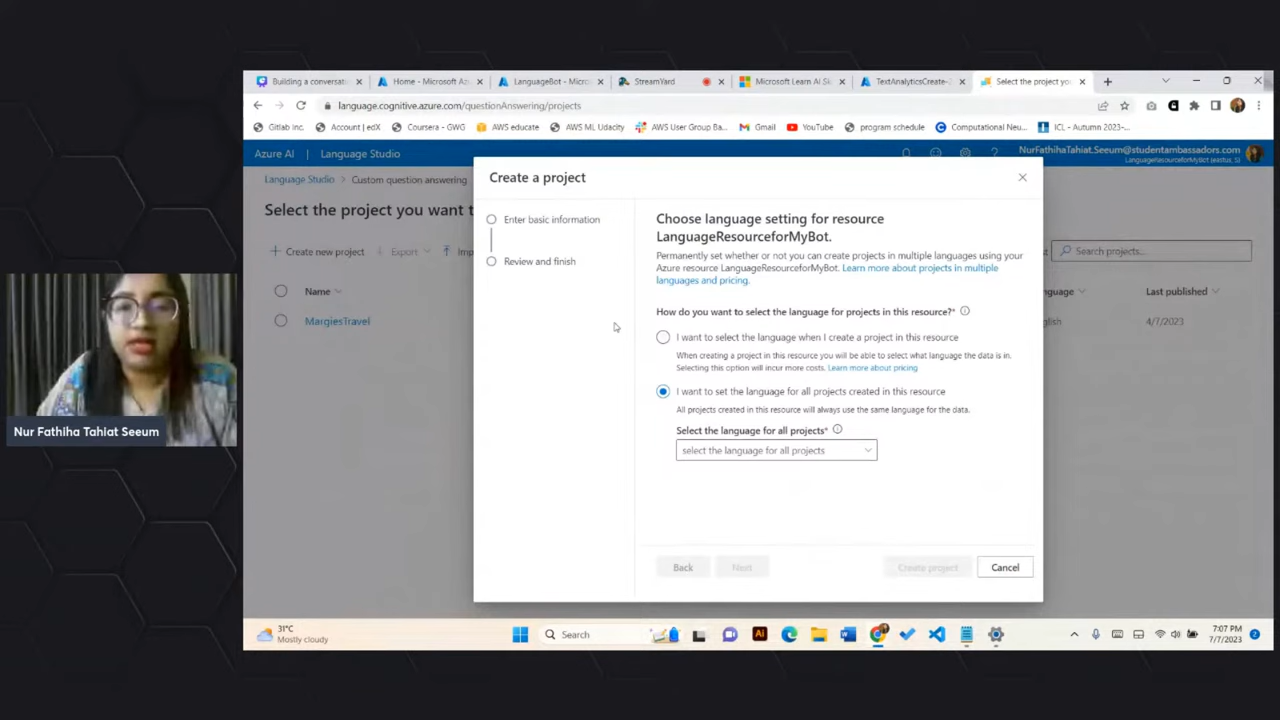 Building a conversati
Home - Microsoft Az
LanguageBot - Micro
StreamYard
Microsoft Learn AI Sk
TextAnalyticsCreate-
Select the project yo
language.cognitive.azure.com/questionAnswering/projects
Gitlab inc.
Account | edX
Coursera - GWG
AWS educate
AWS ML Udacity
AWS User Group Ba...
Gmail
YouTube
program schedule
Computational Neu...
ICL - Autumn 2023-...
Azure AI
Language Studio
NurFathihaTahiat.Seeum@studentambassadors.com
LanguageResourceforMyBot (eastus, S)
Language Studio > Custom question answering
Select the project you want t
Create new project
Export
Imp
Search projects...
Name
guage
Last published
MargiesTravel
glish
4/7/2023
Create a project
Enter basic information
Review and finish
Choose language setting for resource
LanguageResourceforMyBot.
Permanently set whether or not you can create projects in multiple languages using your
Azure resource LanguageResourceforMyBot. Learn more about projects in multiple
languages and pricing.
How do you want to select the language for projects in this resource?*
I want to select the language when I create a project in this resource
When creating a project in this resource you will be able to select what language the data is in.
Selecting this option will incur more costs. Learn more about pricing
I want to set the language for all projects created in this resource
All projects created in this resource will always use the same language for the data.
Select the language for all projects*
select the language for all projects
Back
Next
Create project
Cancel
Nur Fathiha Tahiat Seeum
31°C
Mostly cloudy
Search
7:07 PM
7/7/2023
2